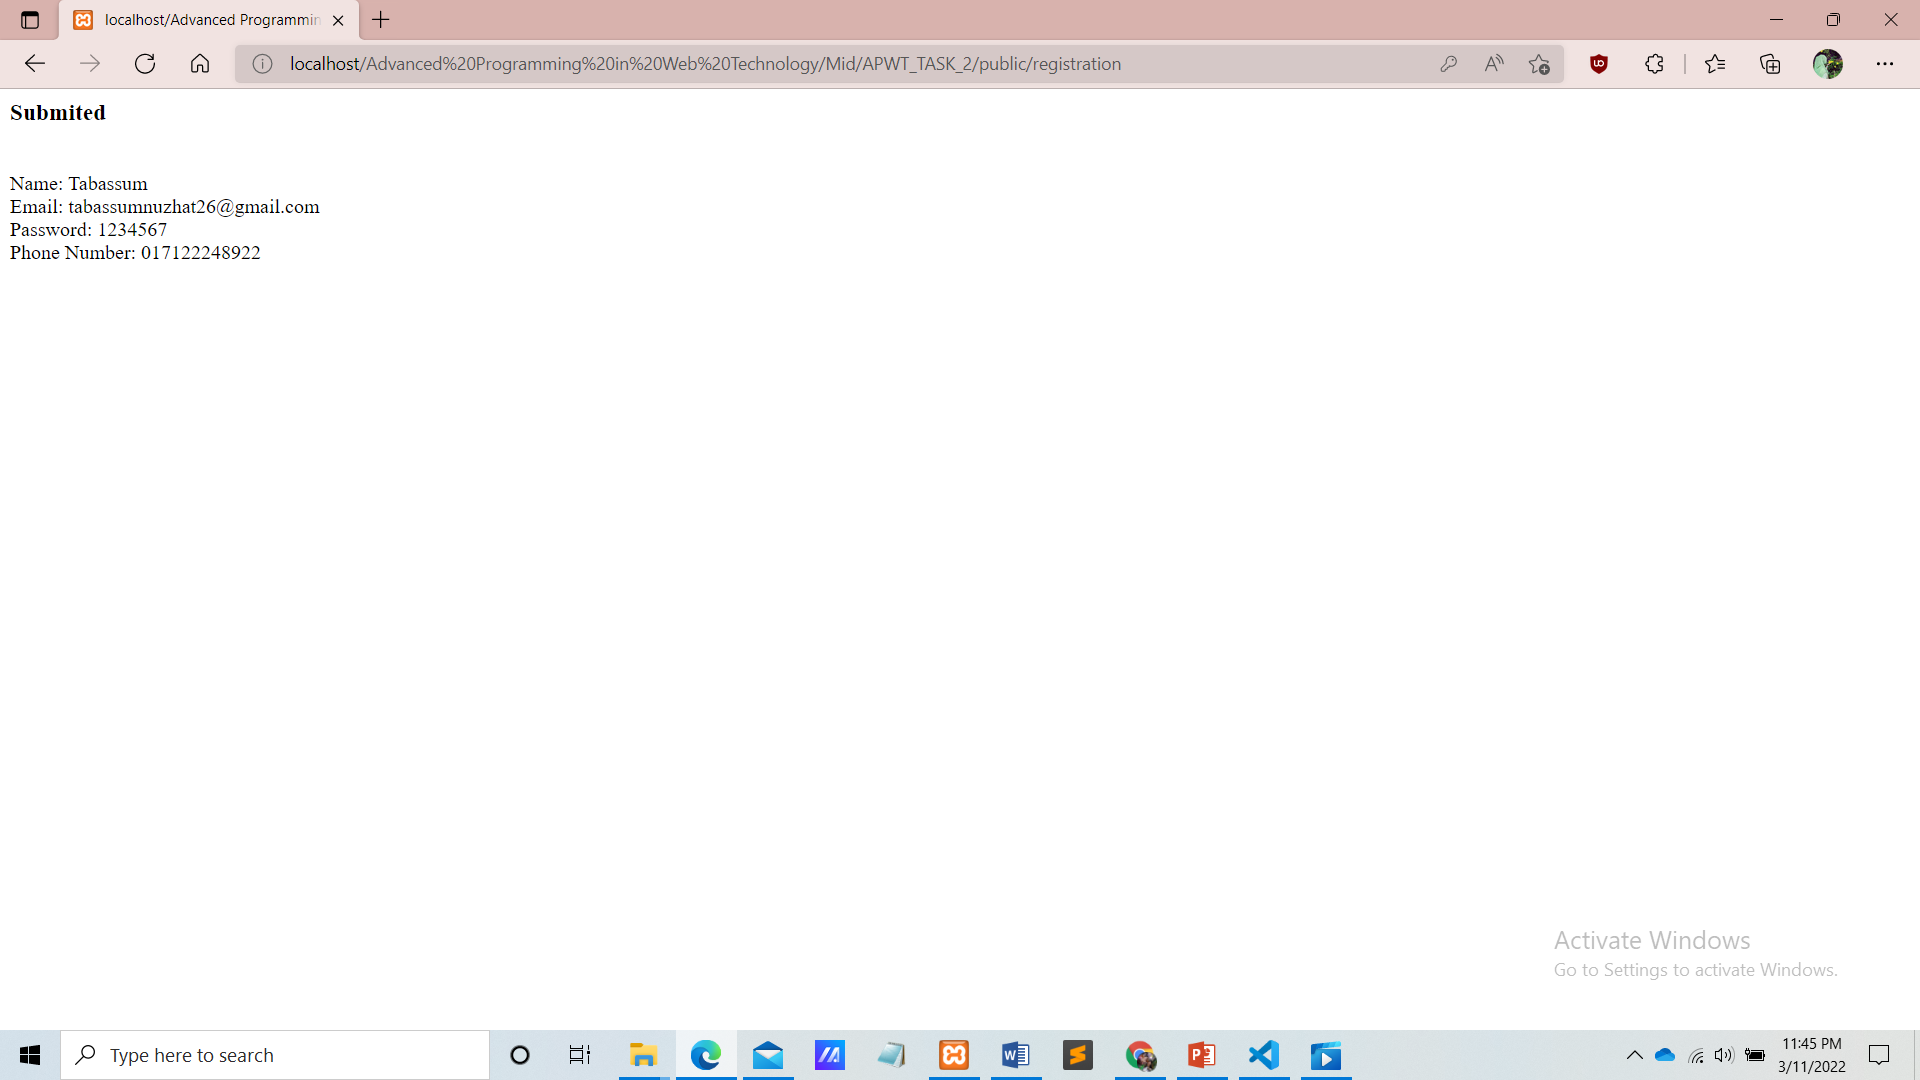 localhost/Advanced Programmin
localhost/Advanced%20Programming%20in%20Web%20Technology/Mid/APWT_TASK_2/public/registration
Submited
Name: Tabassum
Email: tabassumnuzhat26@gmail.com
Password: 1234567
Phone Number: 017122248922
Activate Windows
Go to Settings to activate Windows.
Type here to search
11:45 PM
3/11/2022